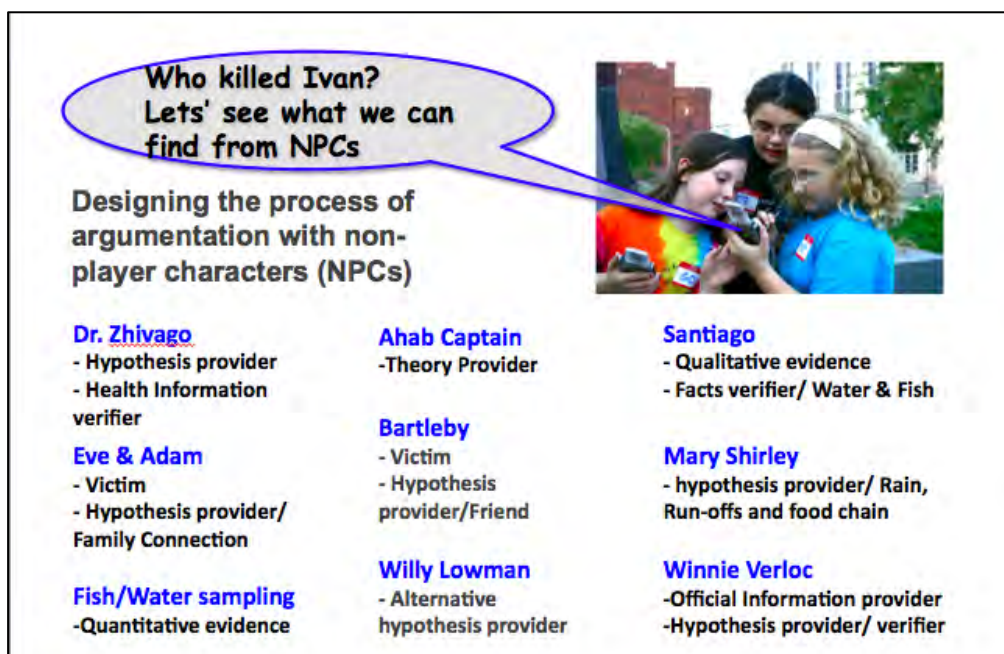 Who killed Ivan?
Lets' see what we can
find from NPCs
Designing the process of
argumentation with non-
player characters (NPCs)
Dr. Zhivago
- Hypothesis provider
- Health Information
verifier
Eve & Adam
- Victim
- Hypothesis provider/
Family Connection
Fish/Water sampling
-Quantitative evidence
Ahab Captain
-Theory Provider
Bartleby
- Victim
- Hypothesis
provider/Friend
Willy Lowman
- Alternative
hypothesis provider
Santiago
- Qualitative evidence
- Facts verifier/ Water & Fish
Mary Shirley
- hypothesis provider/ Rain,
Run-offs and food chain
Winnie Verloc
-Official Information provider
-Hypothesis provider/ verifier